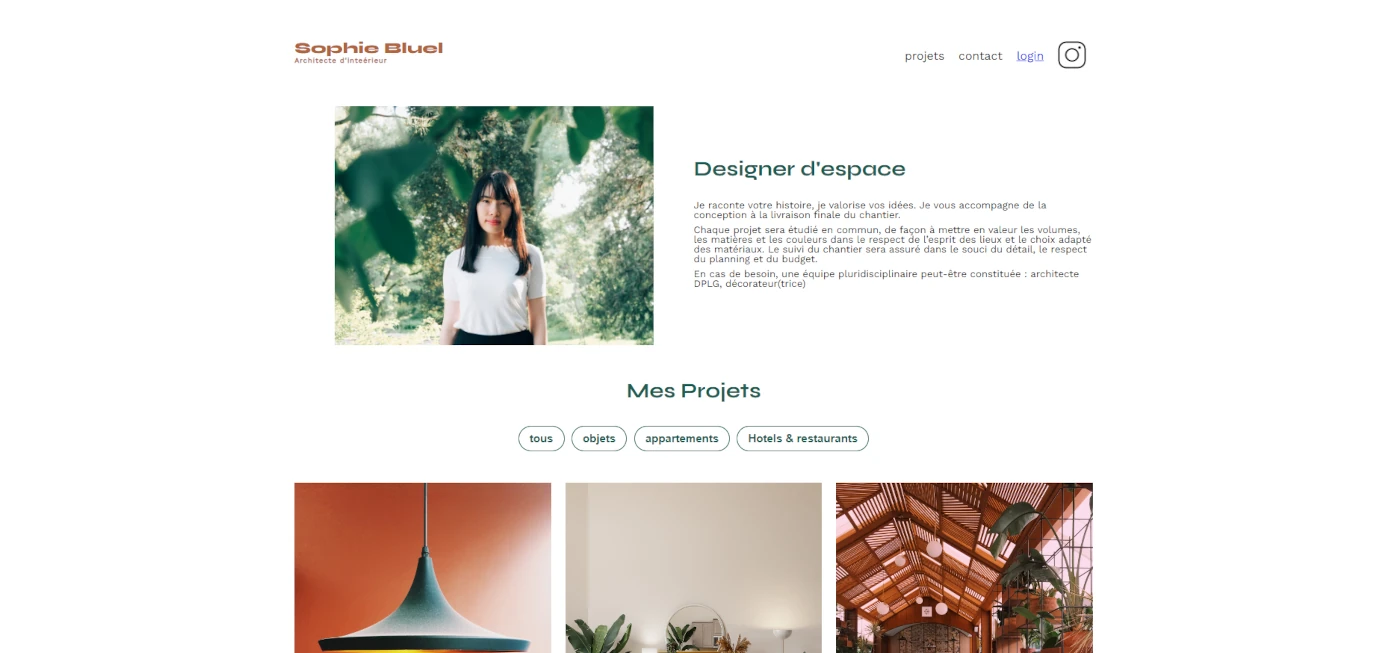 Sophie Bluel
Architecte d'inteérieur
projets contact login
Designer d'espace
Je raconte votre histoire, je valorise vos idées. Je vous accompagne de la
conception à la livraison finale du chantier.
Chaque projet sera étudié en commun, de façon à mettre en valeur les volumes,
les matières et les couleurs dans le respect de l'esprit des lieux et le choix adapté
des matériaux. Le suivi du chantier sera assuré dans le souci du détail, le respect
du planning et du budget.
En cas de besoin, une équipe pluridisciplinaire peut-être constituée : architecte
DPLG, décorateur(trice)
Mes Projets
tous objets appartements Hotels & restaurants